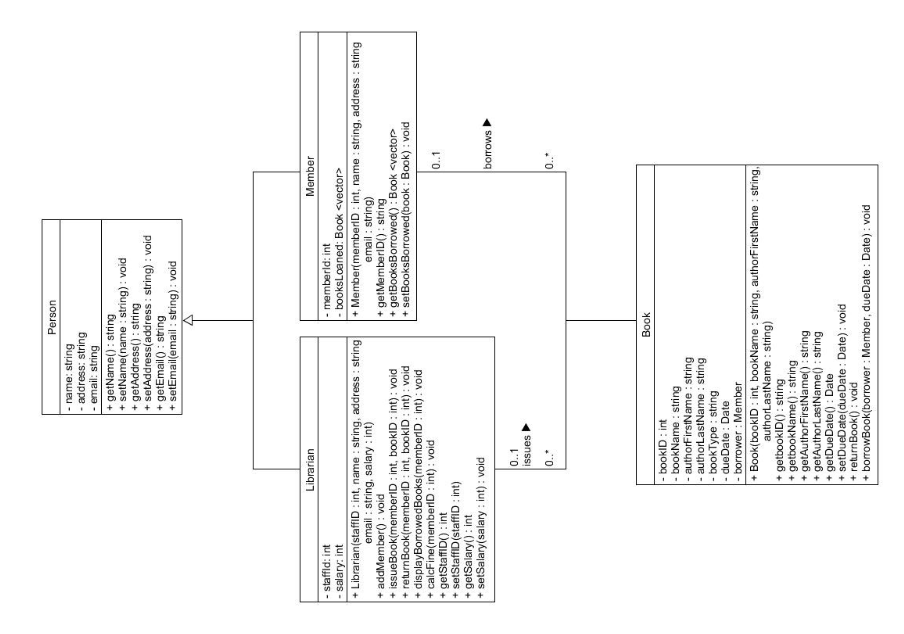 Person
- name: string
- address: string
- email: string
+ getName() : string
+ setName(name : string) : void
+ getAddress() : string
+ setAddress(address : string) : void
+ getEmail() : string
+ setEmail(email : string) : void
Librarian
- staffId: int
- salary: int
+ Librarian(staffID : int, name : string, address : string
email : string, salary : int)
+ addMember() : void
+ issueBook(memberID : int, bookID : int) : void
+ returnBook(memberID : int, bookID : int) : void
+ displayBorrowedBooks(memberID : int) : void
+ calcFine(memberID : int) : void
+ getStaffID() : int
+ setStaffID(staffID : int)
+ getSalary() : int
+ setSalary(salary : int) : void
Member
- memberId: int
- booksLoaned: Book <vector>
+ Member(memberID : int, name : string, address : string
email : string)
+ getMemberID() : string
+ getBooksBorrowed() : Book <vector>
+ setBooksBorrowed(book : Book) : void
0..1
issues ▶
0..*
0..1
borrows ▶
0..*
Book
- bookID : int
- bookName : string
- authorFirstName : string
- authorLastName : string
- bookType : string
- dueDate : Date
- borrower : Member
+ Book(bookID : int, bookName : string, authorFirstName : string,
authorLastName : string)
+ getbookID() : string
+ getbookName() : string
+ getAuthorFirstName() : string
+ getAuthorLastName() : string
+ getDueDate() : Date
+ setDueDate(dueDate : Date) : void
+ returnBook() : void
+ borrowBook(borrower : Member, dueDate : Date) : void